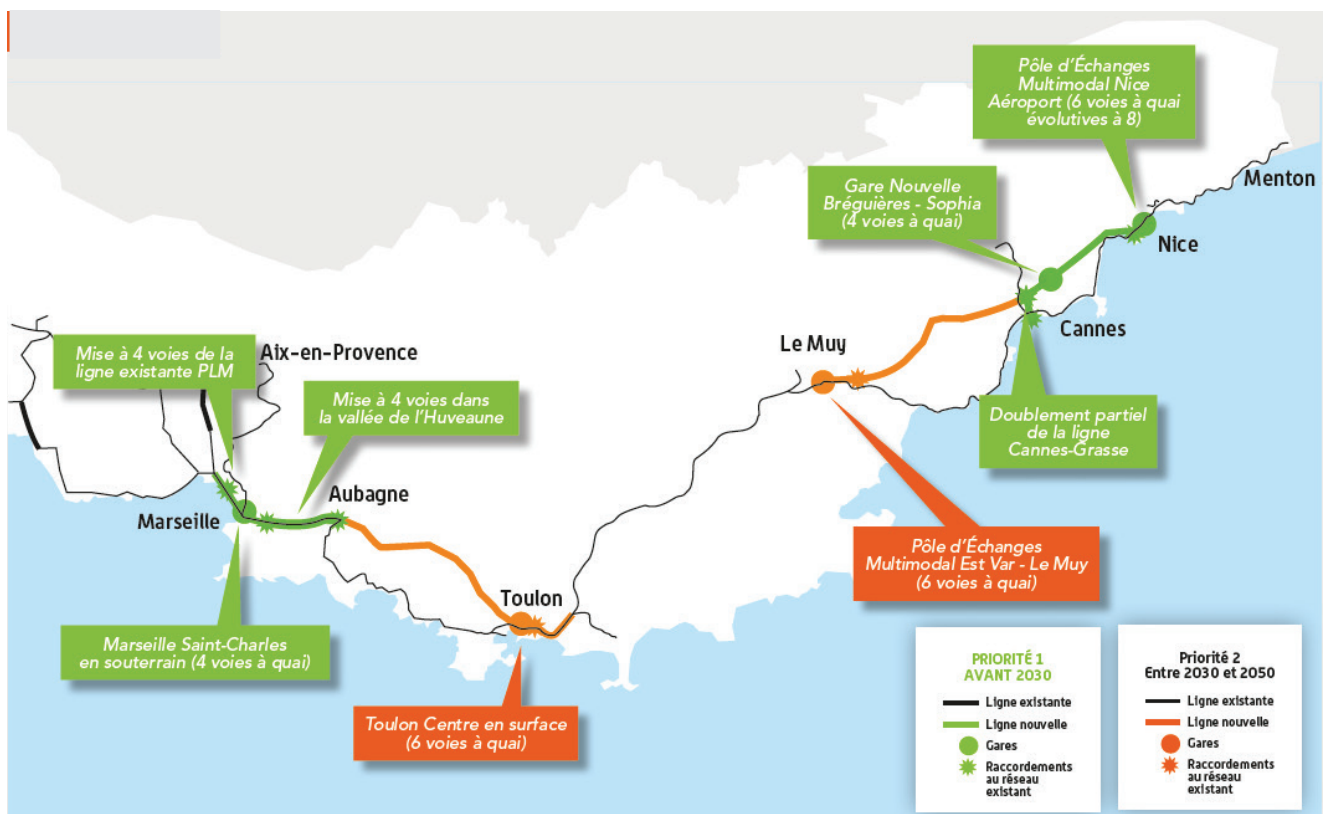 Pôle d'Échanges
Multimodal Nice
Aéroport (6 voies à quai
évolutives à 8)
Menton
Gare Nouvelle
Bréguières - Sophia
(4 voies à quai)
Nice
Cannes
Le Muy
Mise à 4 voies de la
ligne existante PLM
Aix-en-Provence
Mise à 4 voies dans
la vallée de l'Huveaune
Doublement partiel
de la ligne
Cannes-Grasse
Aubagne
Marseille
Pôle d'Échanges
Multimodal Est Var - Le Muy
(6 voies à quai)
Toulon
Marseille Saint-Charles
en souterrain (4 voies à quai)
Toulon Centre en surface
(6 voies à quai)
PRIORITÉ 1
AVANT 2030
Ligne existante
Ligne nouvelle
Gares
Raccordements
au réseau
existant
Priorité 2
Entre 2030 et 2050
Ligne existante
Ligne nouvelle
Gares
Raccordements
au réseau
existant